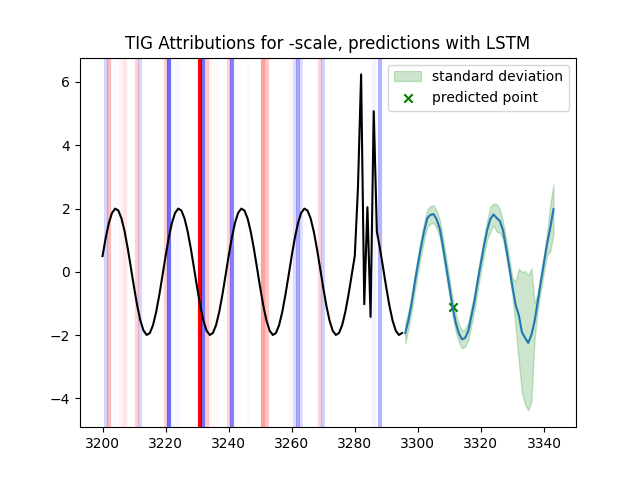 TIG Attributions for -scale, predictions with LSTM
standard deviation
predicted point
6
4
2
0
−2
−4
3200 3220 3240 3260 3280 3300 3320 3340